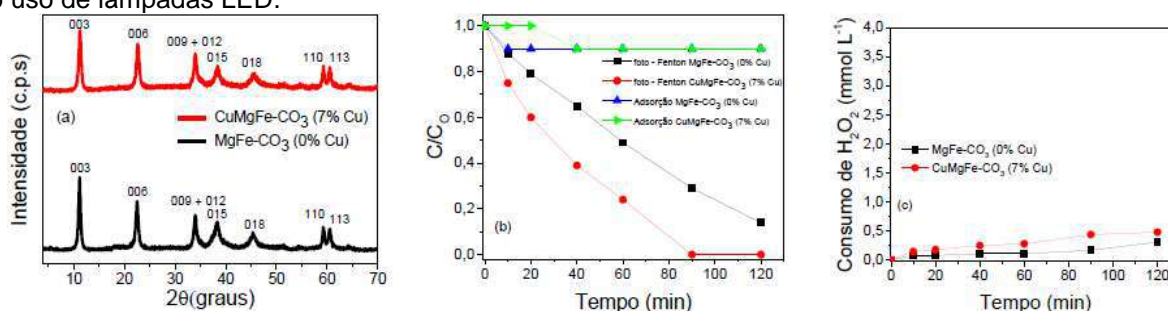 o uso de lâmpadas LED.
Intensidade (c.p.s)
003
006
009 + 012
015
018
110
113
(a)
CuMgFe-CO₃ (7% Cu)
MgFe-CO₃ (0% Cu)
003
006
009 + 012
015
018
110
113
10 20 30 40 50 60 70
2θ(graus)
C/C₀
1,0
0,8
0,6
0,4
0,2
0,0
foto - Fenton MgFe-CO₃ (0% Cu)
foto - Fenton CuMgFe-CO₃ (7% Cu)
Adsorção MgFe-CO₃ (0% Cu)
Adsorção CuMgFe-CO₃ (7% Cu)
(b)
0 20 40 60 80 100 120
Tempo (min)
Consumo de H₂O₂ (mmol L⁻¹)
4,0
3,5
3,0
2,5
2,0
1,5
1,0
0,5
0,0
MgFe-CO₃ (0% Cu)
CuMgFe-CO₃ (7% Cu)
(c)
0 20 40 60 80 100 120
Tempo (min)